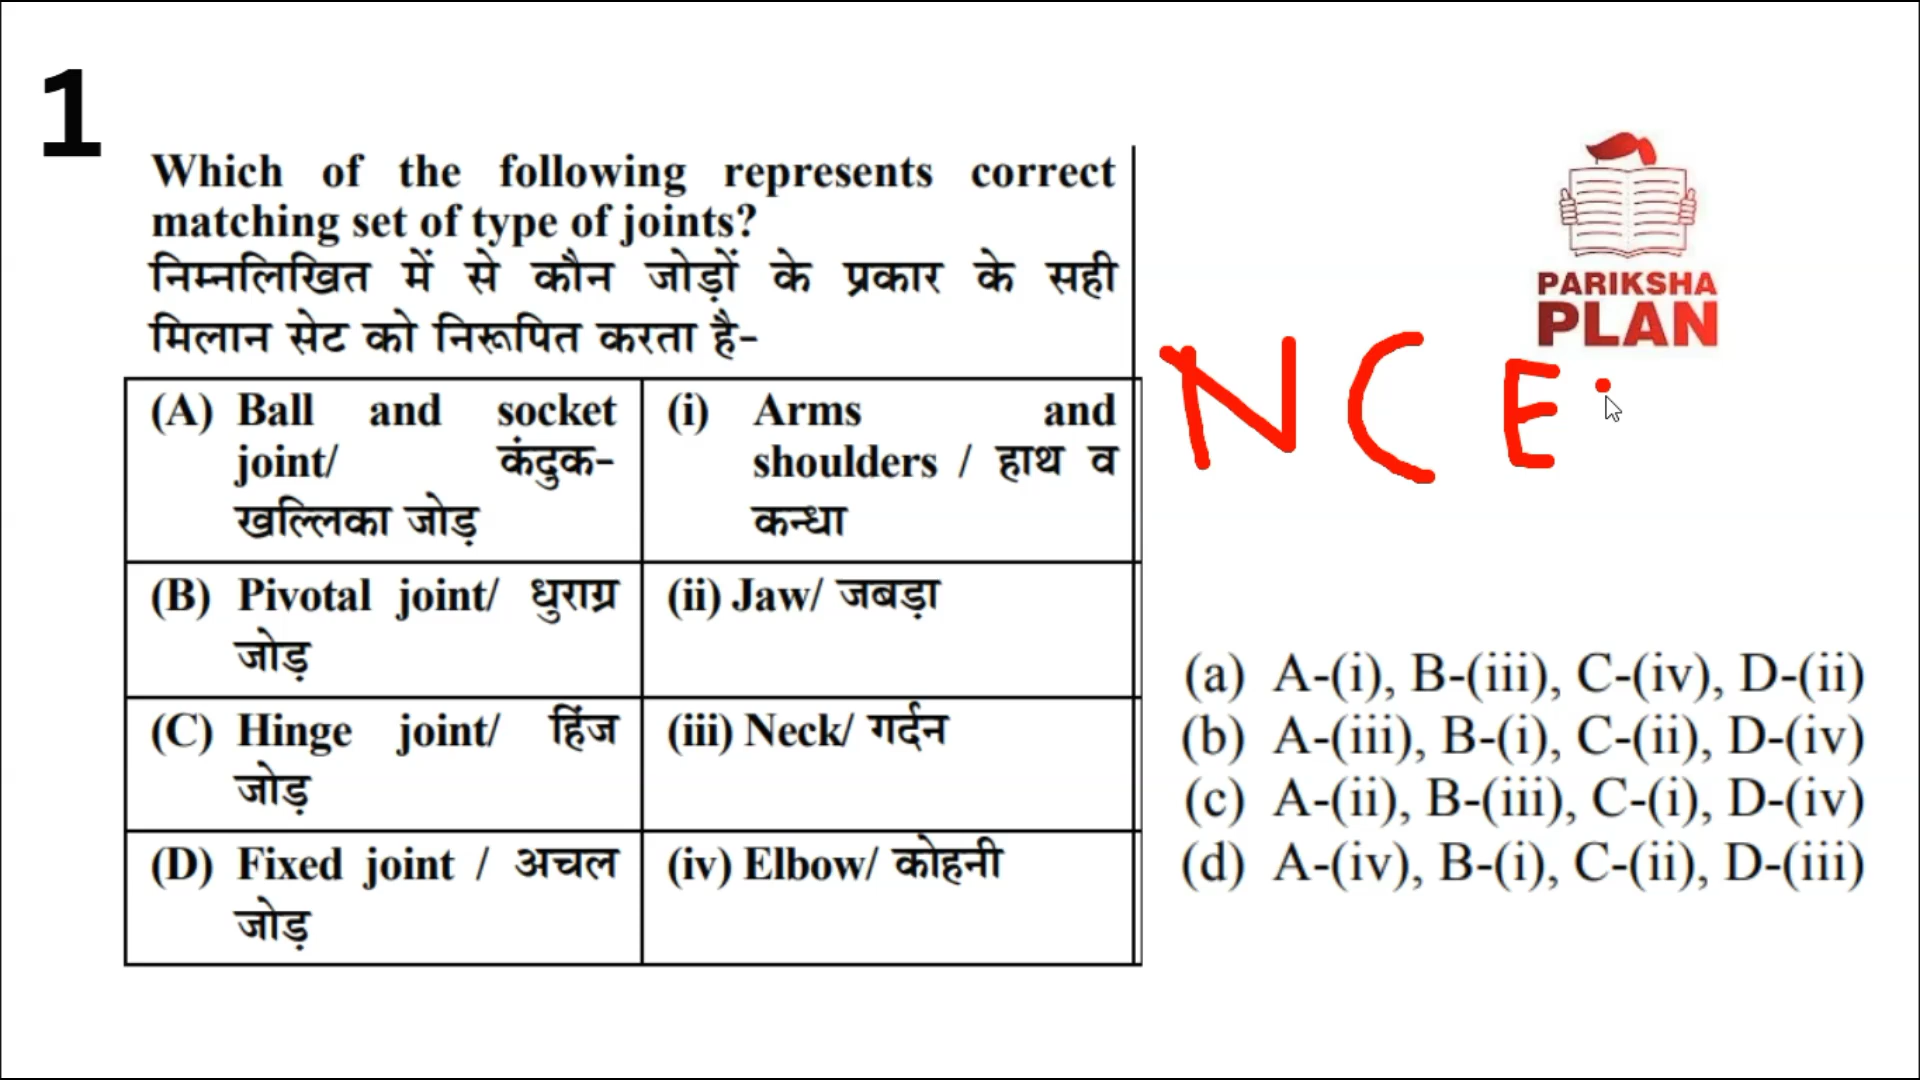 1
Which of the following represents correct
matching set of type of joints?
निम्नलिखित में से कौन जोड़ों के प्रकार के सही
मिलान सेट को निरूपित करता है-
(A) Ball and socket
joint/ कंदुक-
खल्लिका जोड़
(i) Arms and
shoulders / हाथ व
कन्धा
(B) Pivotal joint/ धुराग्र
जोड़
(ii) Jaw/ जबड़ा
(C) Hinge joint/ हिंज
जोड़
(iii) Neck/ गर्दन
(D) Fixed joint / अचल
जोड़
(iv) Elbow/ कोहनी
PARIKSHA
PLAN
NCE
(a) A-(i), B-(iii), C-(iv), D-(ii)
(b) A-(iii), B-(i), C-(ii), D-(iv)
(c) A-(ii), B-(iii), C-(i), D-(iv)
(d) A-(iv), B-(i), C-(ii), D-(iii)